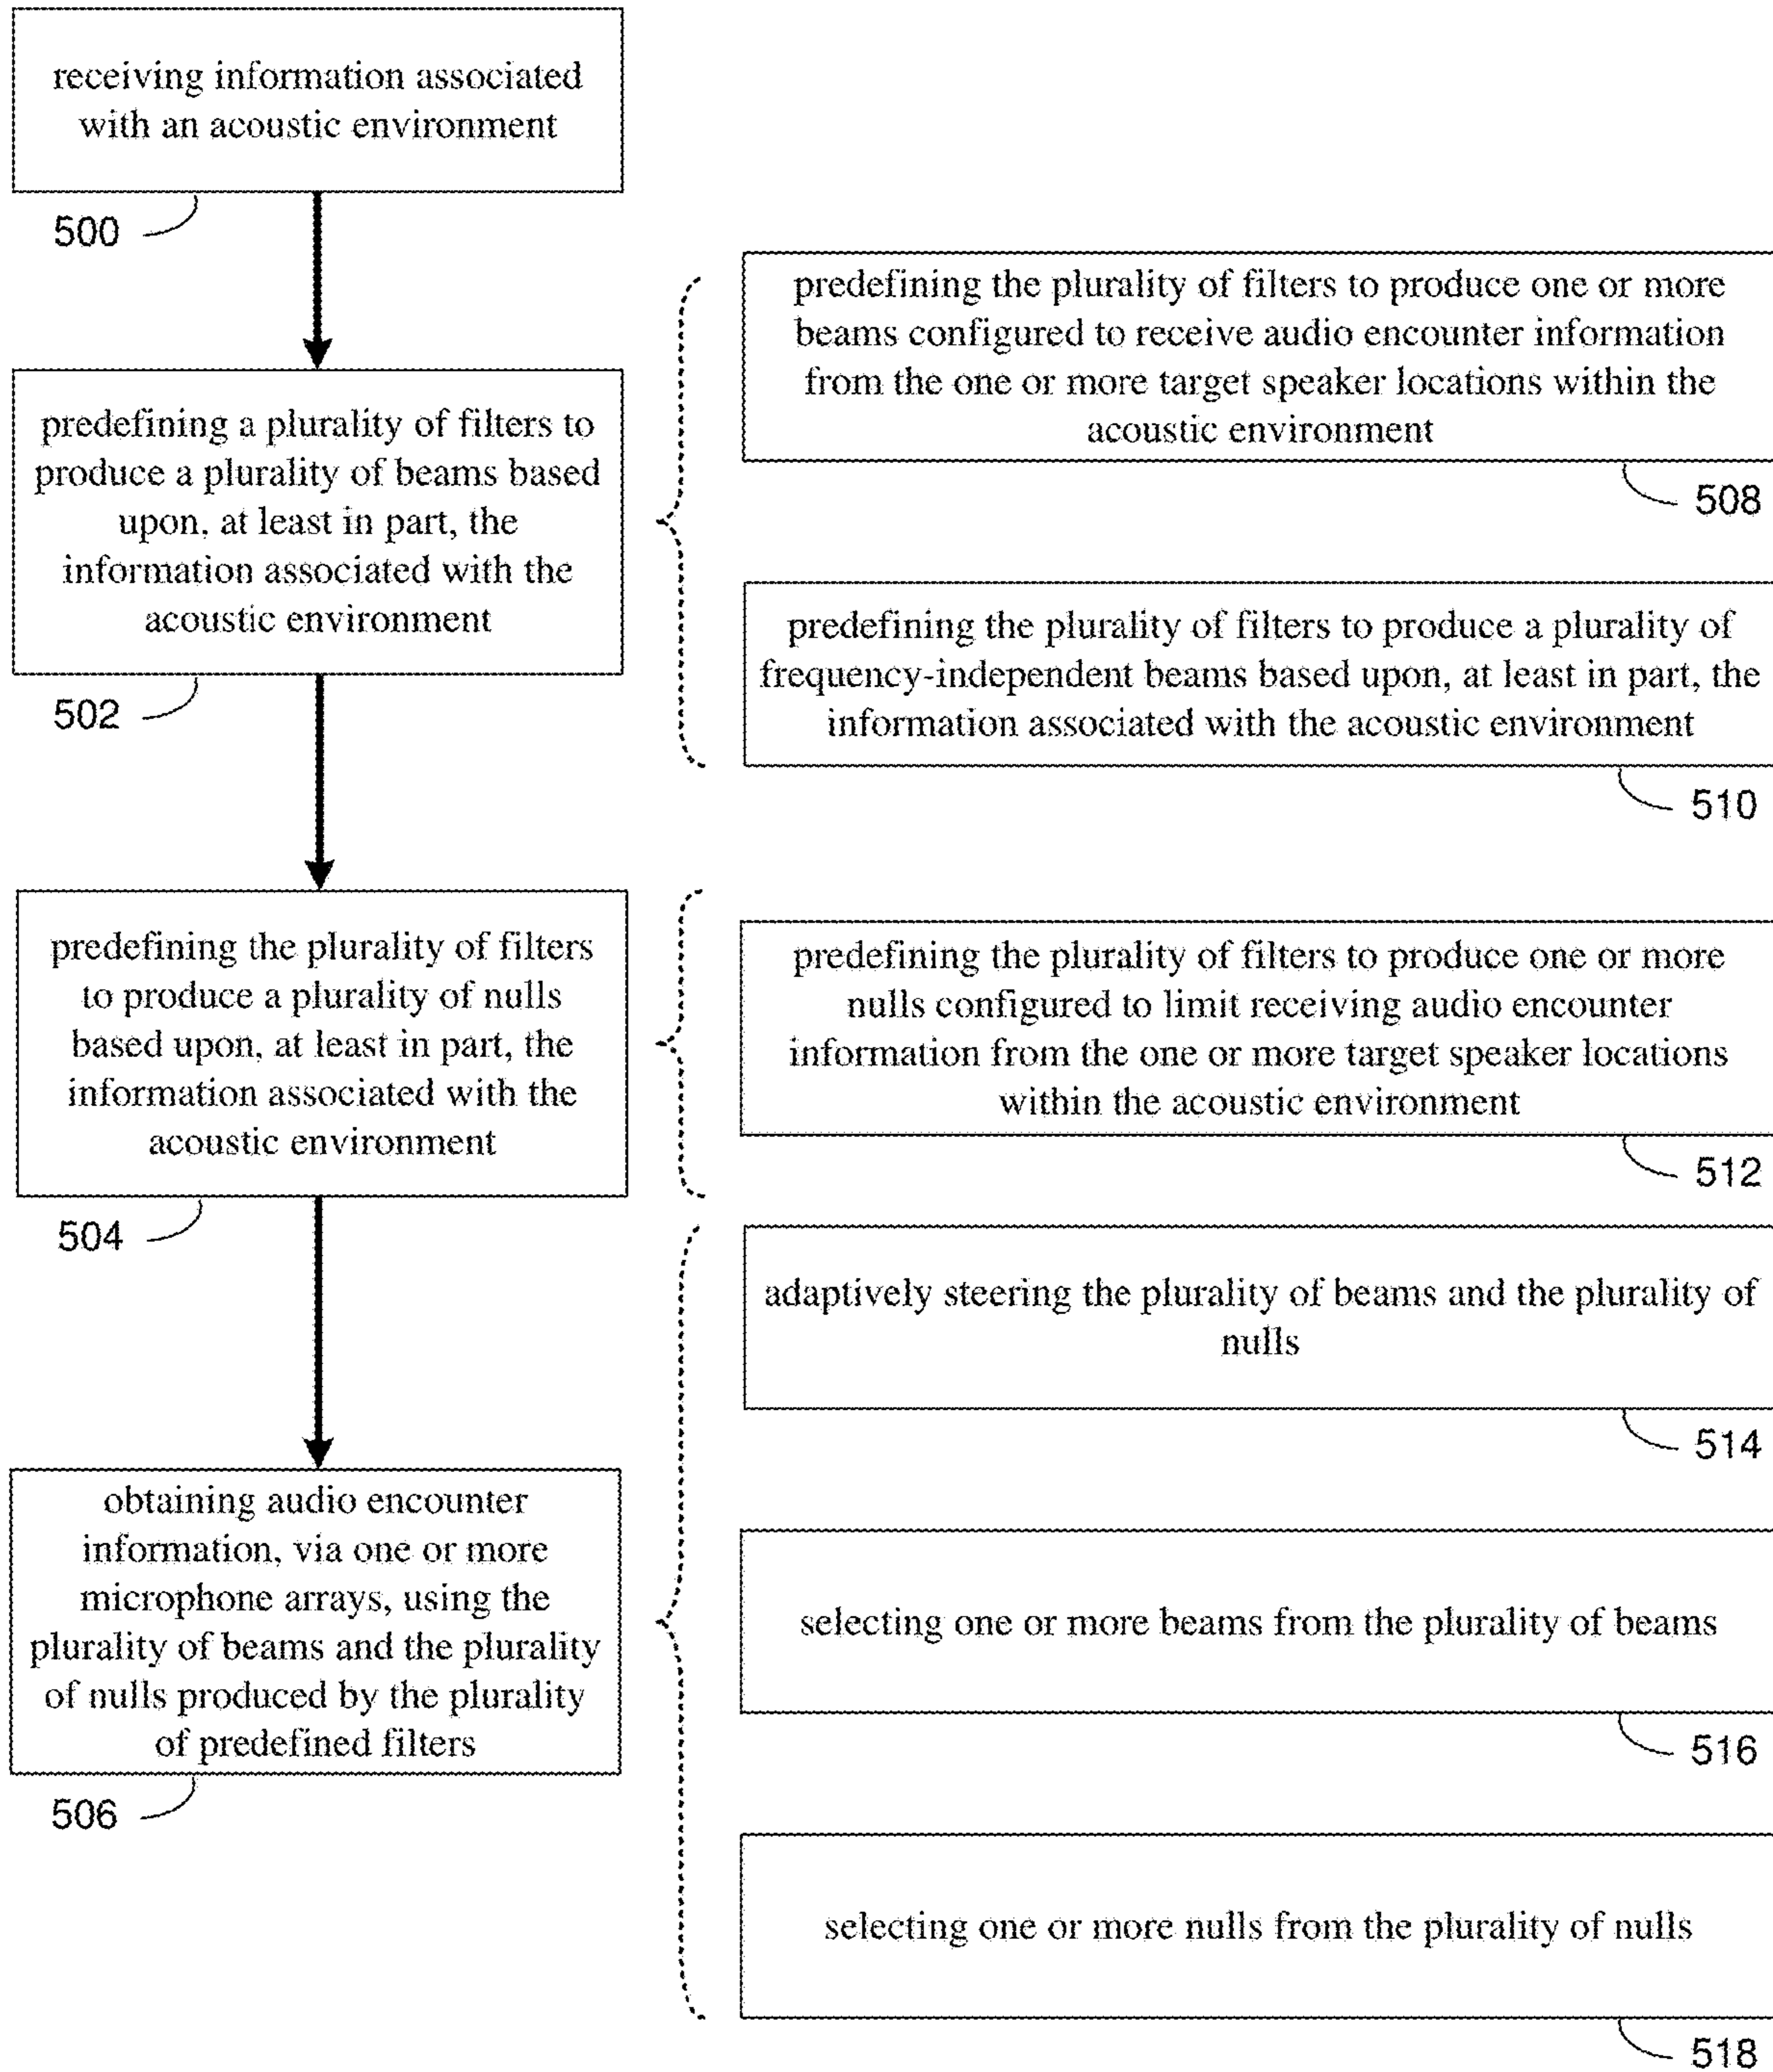 receiving information associated
with an acoustic environment
500
predefining a plurality of filters to
produce a plurality of beams based
upon, at least in part, the
information associated with the
acoustic environment
502
predefining the plurality of filters to produce one or more
beams configured to receive audio encounter information
from the one or more target speaker locations within the
acoustic environment
508
predefining the plurality of filters to produce a plurality of
frequency-independent beams based upon, at least in part, the
information associated with the acoustic environment
510
predefining the plurality of filters
to produce a plurality of nulls
based upon, at least in part, the
information associated with the
acoustic environment
504
predefining the plurality of filters to produce one or more
nulls configured to limit receiving audio encounter
information from the one or more target speaker locations
within the acoustic environment
512
obtaining audio encounter
information, via one or more
microphone arrays, using the
plurality of beams and the plurality
of nulls produced by the plurality
of predefined filters
506
adaptively steering the plurality of beams and the plurality of
nulls
514
selecting one or more beams from the plurality of beams
516
selecting one or more nulls from the plurality of nulls
518